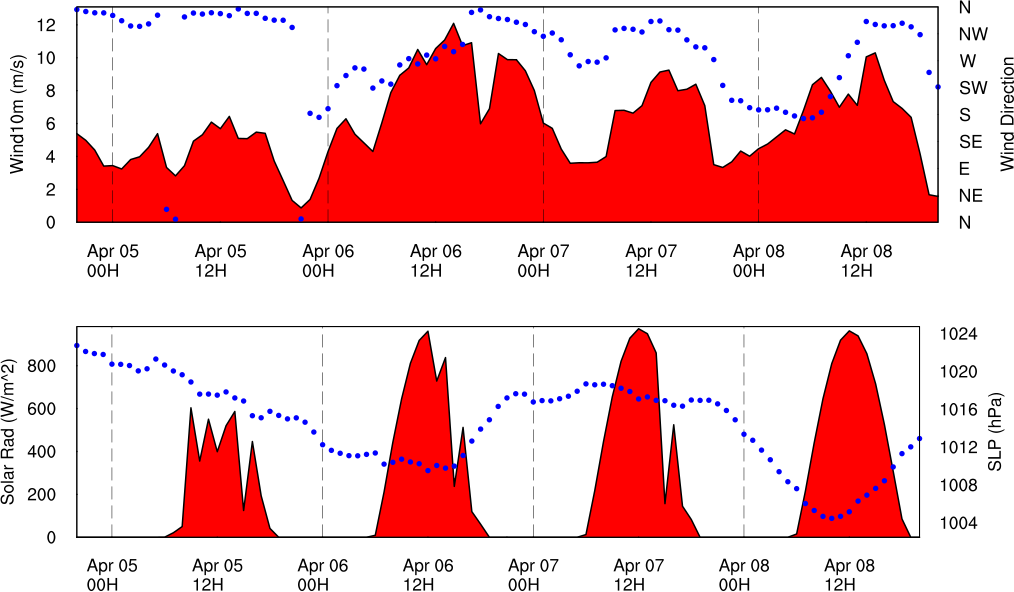 12
10
8
6
4
2
0
Wind10m (m/s)
N
NW
W
SW
S
SE
E
NE
N
Wind Direction
Apr 05 Apr 05 Apr 06 Apr 06 Apr 07 Apr 07 Apr 08 Apr 08
00H 12H 00H 12H 00H 12H 00H 12H
800
600
400
200
0
Solar Rad (W/m^2)
1024
1020
1016
1012
1008
1004
SLP (hPa)
Apr 05 Apr 05 Apr 06 Apr 06 Apr 07 Apr 07 Apr 08 Apr 08
00H 12H 00H 12H 00H 12H 00H 12H